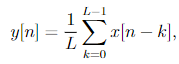 y[n] = \frac{1}{L} \sum_{k=0}^{L-1} x[n-k],